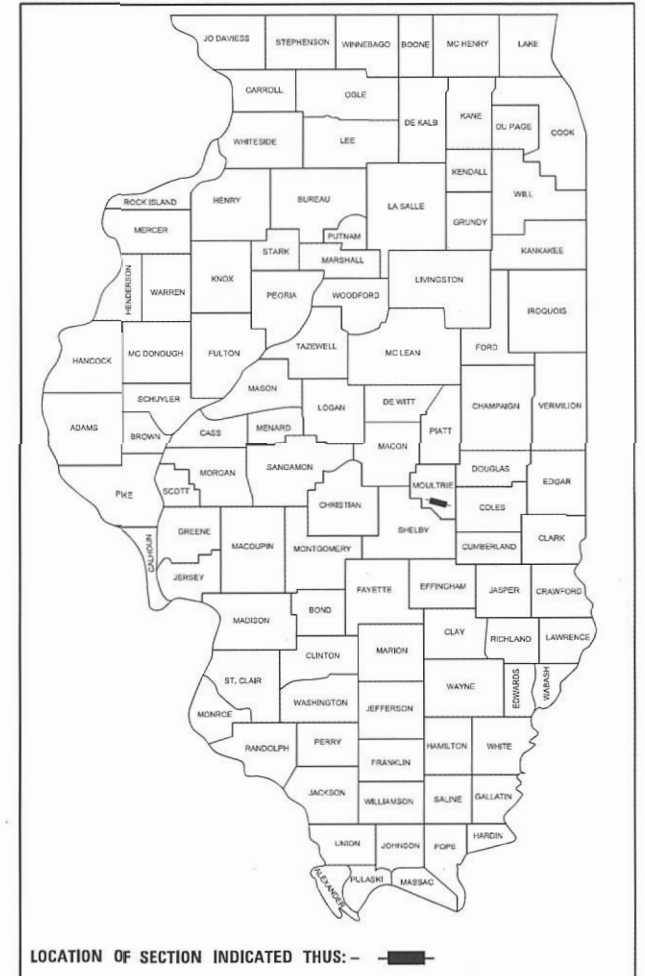 JO DAVIESS STEPHENSON WINNEBAGO BOONE MC HENRY LAKE
CARROLL OGLE
DE KALB KANE DU PAGE COOK
WHITESIDE LEE
KENDALL
ROCK ISLAND HENRY BUREAU LA SALLE WILL
GRUNDY
MERCER PUTNAM
STARK MARSHALL KANKAKEE
HENDERSON WARREN KNOX PEORIA WOODFORD LIVINGSTON
IROQUOIS
HANCOCK MC DONOUGH FULTON TAZEWELL MC LEAN FORD
MASON
SCHUYLER LOGAN DE WITT CHAMPAIGN VERMILION
ADAMS BROWN CASS MENARD PIATT
MACON
PIKE SCOTT MORGAN SANGAMON DOUGLAS
MOULTRIE EDGAR
CHRISTIAN COLES
GREENE SHELBY
CALHOUN MACOUPIN MONTGOMERY CUMBERLAND CLARK
JERSEY FAYETTE EFFINGHAM JASPER CRAWFORD
MADISON BOND
CLAY RICHLAND LAWRENCE
CLINTON MARION
ST. CLAIR WAYNE EDWARDS WABASH
WASHINGTON JEFFERSON
MONROE
RANDOLPH PERRY HAMILTON WHITE
FRANKLIN
JACKSON WILLIAMSON SALINE GALLATIN
HARDIN
UNION JOHNSON POPE
ALEXANDER PULASKI MASSAC
LOCATION OF SECTION INDICATED THUS: –